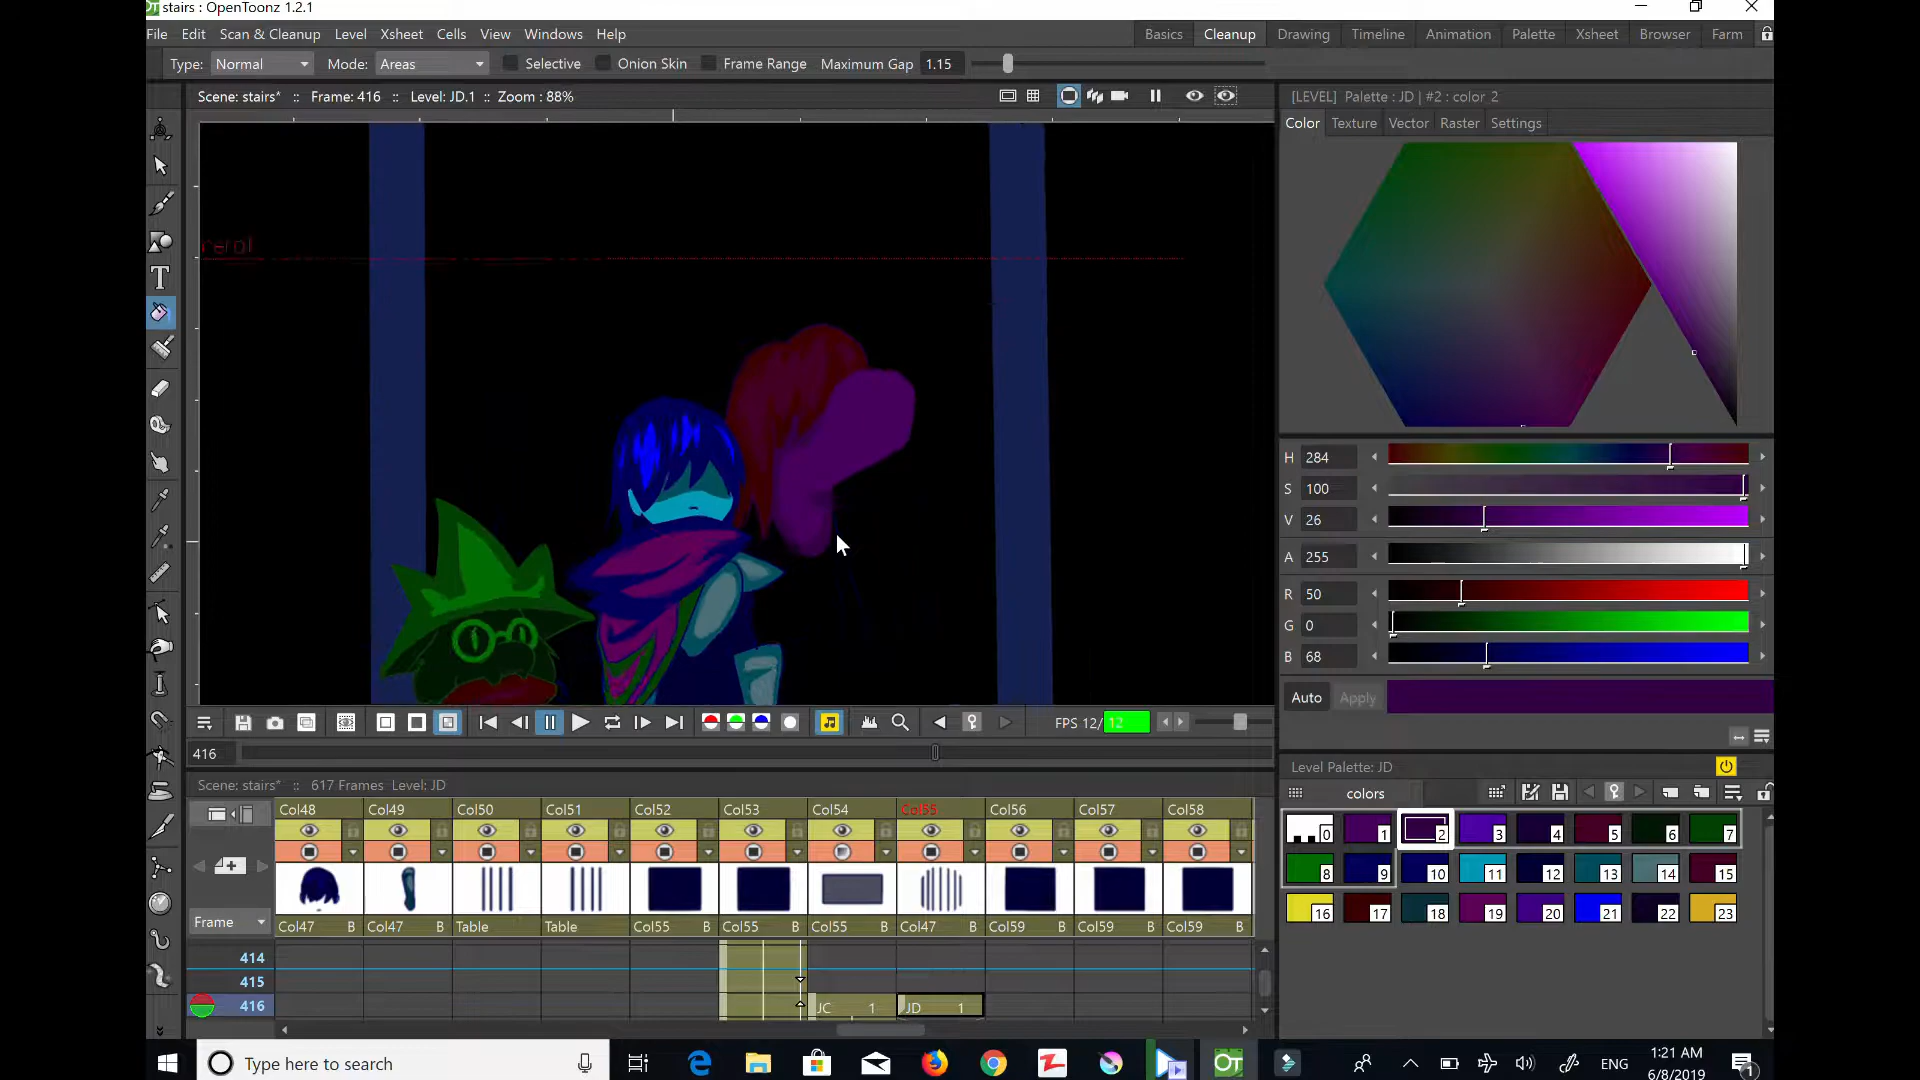 stairs : OpenToonz 1.2.1
File Edit Scan & Cleanup Level Xsheet Cells View Windows Help
Basics Cleanup Drawing Timeline Animation Palette Xsheet Browser Farm
Type: Normal Mode: Areas Selective Onion Skin Frame Range Maximum Gap 1.15
Scene: stairs* :: Frame: 416 :: Level: JD.1 :: Zoom : 88%
[LEVEL] Palette : JD | #2 : color 2
Color Texture Vector Raster Settings
H 284
S 100
V 26
A 255
R 50
G 0
B 68
Auto Apply
FPS 12/12
416
Scene: stairs* :: 617 Frames Level: JD
Level Palette: JD
colors
Col48 Col49 Col50 Col51 Col52 Col53 Col54 Col55 Col56 Col57 Col58
0 1 2 3 4 5 6 7
8 9 10 11 12 13 14 15
16 17 18 19 20 21 22 23
Frame
Col47 B Col47 B Table Table Col55 B Col55 B Col55 B Col47 B Col59 B Col59 B Col59 B
414
415
416
JC 1 JD 1
Type here to search
ENG
1:21 AM
6/8/2019
1